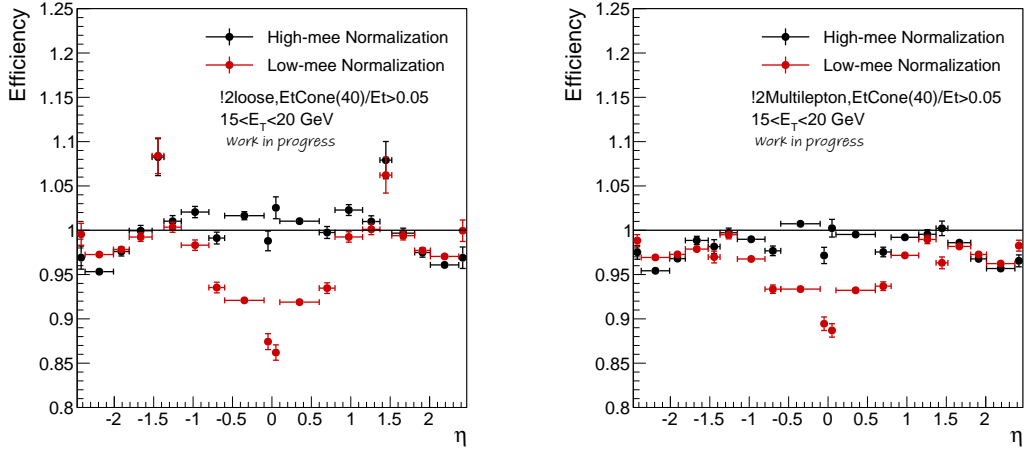 Efficiency
1.25
1.2
1.15
1.1
1.05
1
0.95
0.9
0.85
0.8
High-mee Normalization
Low-mee Normalization
!2loose,EtCone(40)/Et>0.05
15<E_T<20 GeV
Work in progress
-2 -1.5 -1 -0.5 0 0.5 1 1.5 2
η
Efficiency
1.25
1.2
1.15
1.1
1.05
1
0.95
0.9
0.85
0.8
High-mee Normalization
Low-mee Normalization
!2Multilepton,EtCone(40)/Et>0.05
15<E_T<20 GeV
Work in progress
-2 -1.5 -1 -0.5 0 0.5 1 1.5 2
η